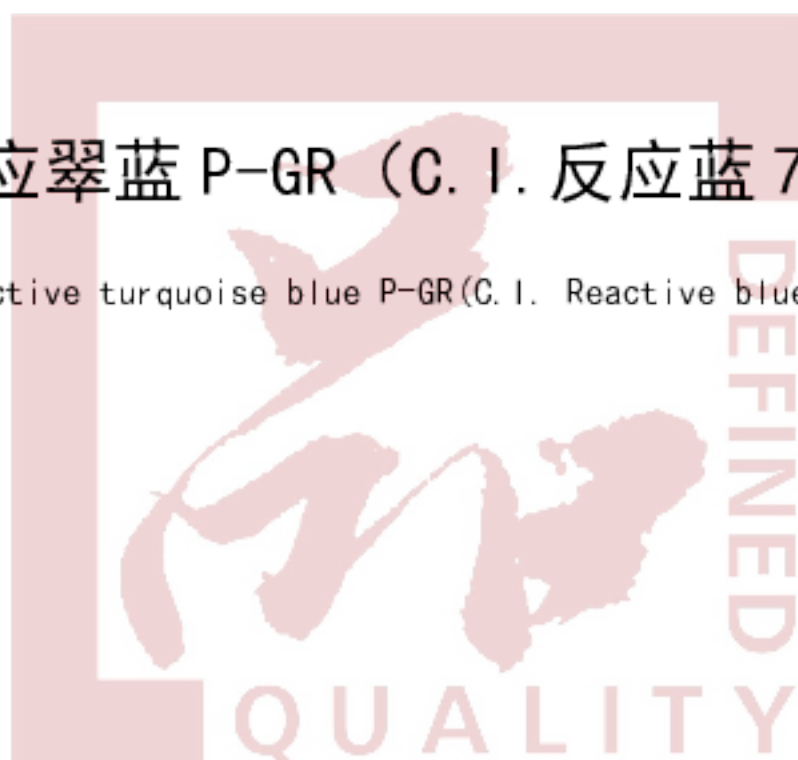 应翠蓝 P-GR（C.I.反应蓝 7
ctive turquoise blue P-GR(C.I. Reactive blue
DEFINED
QUALITY